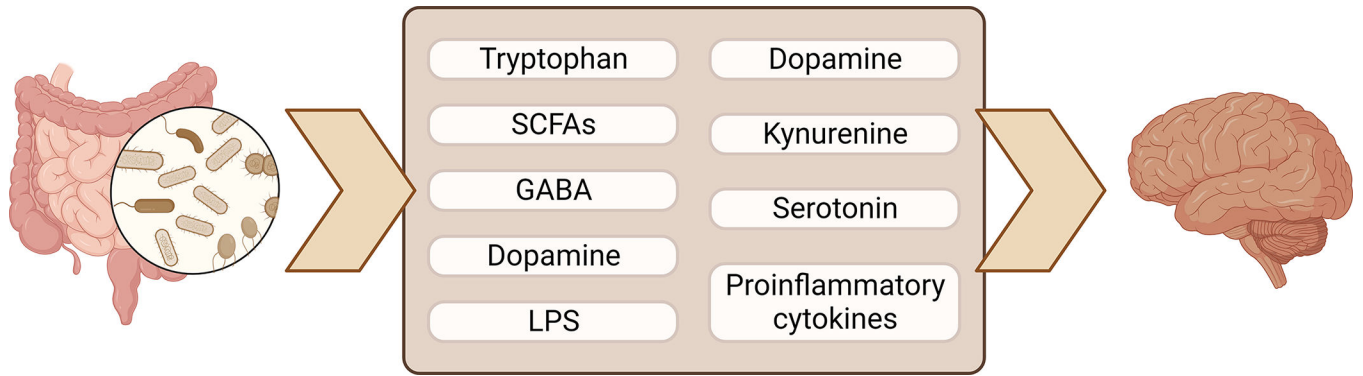 Tryptophan
SCFAs
GABA
Dopamine
LPS
Dopamine
Kynurenine
Serotonin
Proinflammatory
cytokines